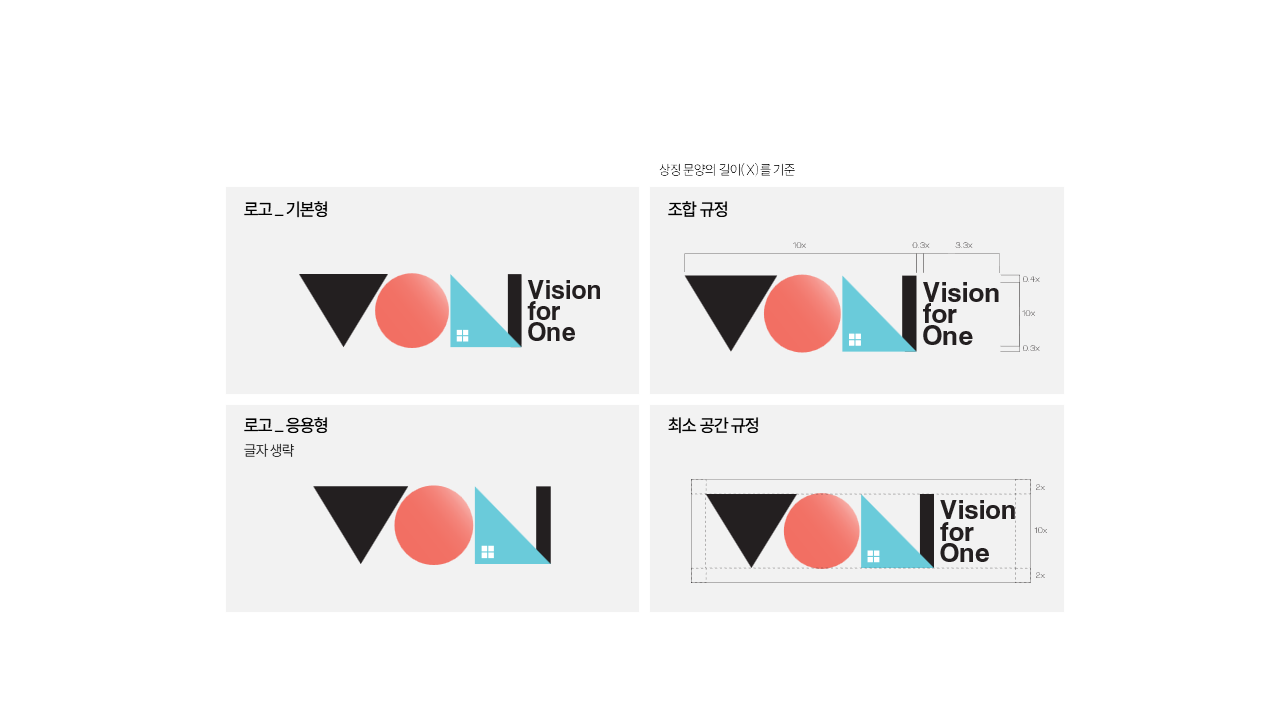 상징 문양의 길이(X)를 기준
로고_기본형
Vision
for
One
조합 규정
10x
0.3x
3.3x
Vision
for
One
0.4x
10x
0.3x
로고_응용형
글자 생략
최소 공간 규정
Vision
for
One
2x
10x
2x